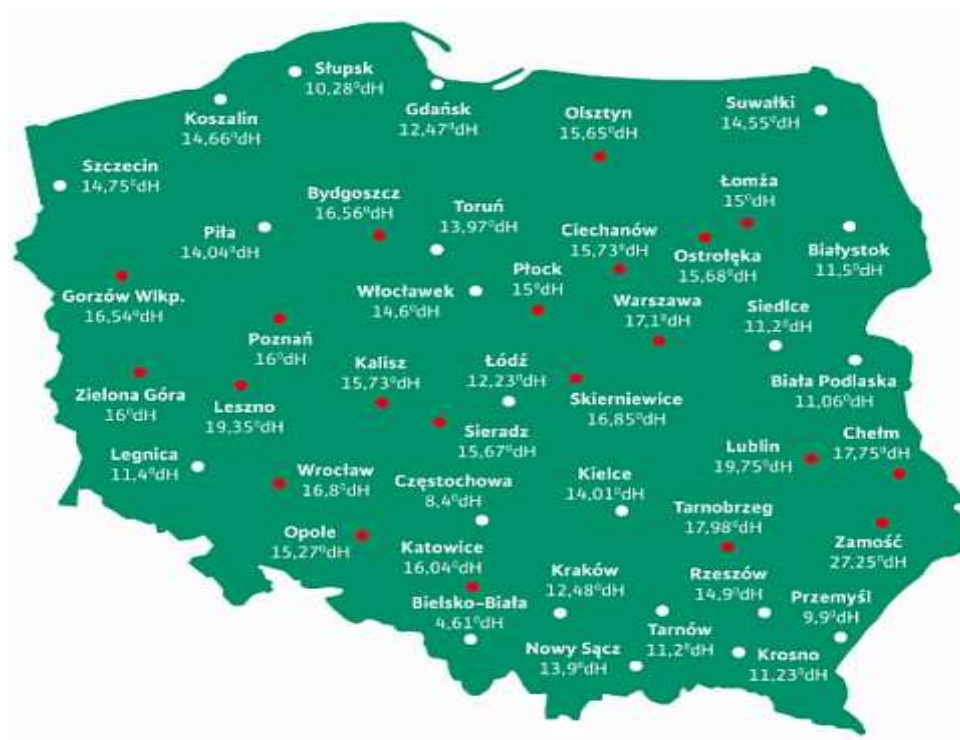 Słupsk
10,28°dH
Koszalin
14,66°dH
Gdańsk
12,47°dH
Olsztyn
15,65°dH
Suwałki
14,55°dH
Szczecin
14,75°dH
Bydgoszcz
16,56°dH
Toruń
13,97°dH
Łomża
15°dH
Piła
14,04°dH
Ciechanów
15,73°dH
Ostrołęka
15,68°dH
Białystok
11,5°dH
Gorzów Wlkp.
16,54°dH
Włocławek
14,6°dH
Płock
15°dH
Warszawa
17,1°dH
Siedlce
11,2°dH
Poznań
16°dH
Kalisz
15,73°dH
Łódź
12,23°dH
Zielona Góra
16°dH
Leszno
19,35°dH
Skierniewice
16,85°dH
Biała Podlaska
11,06°dH
Sieradz
15,67°dH
Lublin
19,75°dH
Chełm
17,75°dH
Legnica
11,4°dH
Wrocław
16,8°dH
Częstochowa
8,4°dH
Kielce
14,01°dH
Tarnobrzeg
17,98°dH
Opole
15,27°dH
Katowice
16,04°dH
Zamość
27,25°dH
Kraków
12,48°dH
Rzeszów
14,9°dH
Bielsko-Biała
4,61°dH
Przemyśl
9,9°dH
Tarnów
11,2°dH
Nowy Sącz
13,9°dH
Krosno
11,23°dH